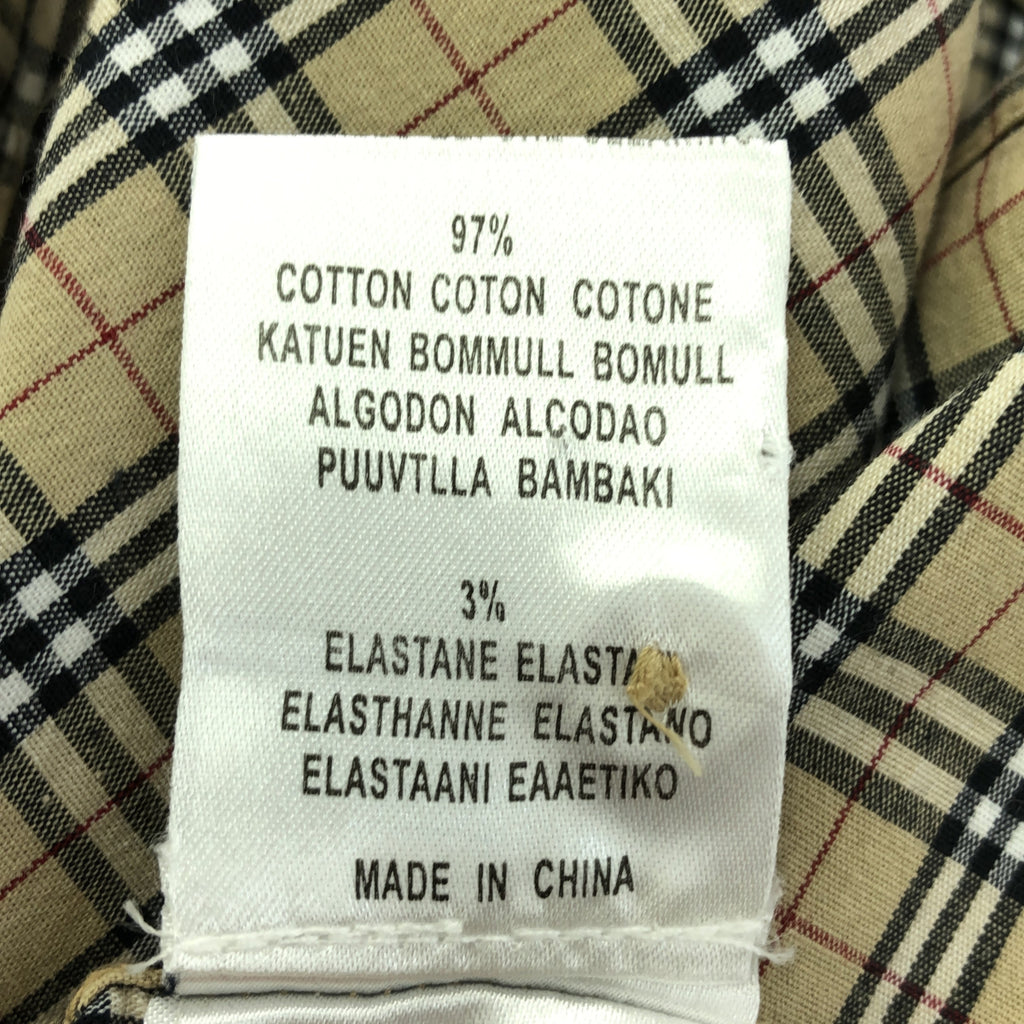 97%
COTTON COTON COTONE
KATUEN BOMMULL BOMULL
ALGODON ALCODAO
PUUVTLLA BAMBAKI
3%
ELASTANE
ELASTHANNE ELASTANO
ELASTAANI EAAETIKO
MADE IN CHINA